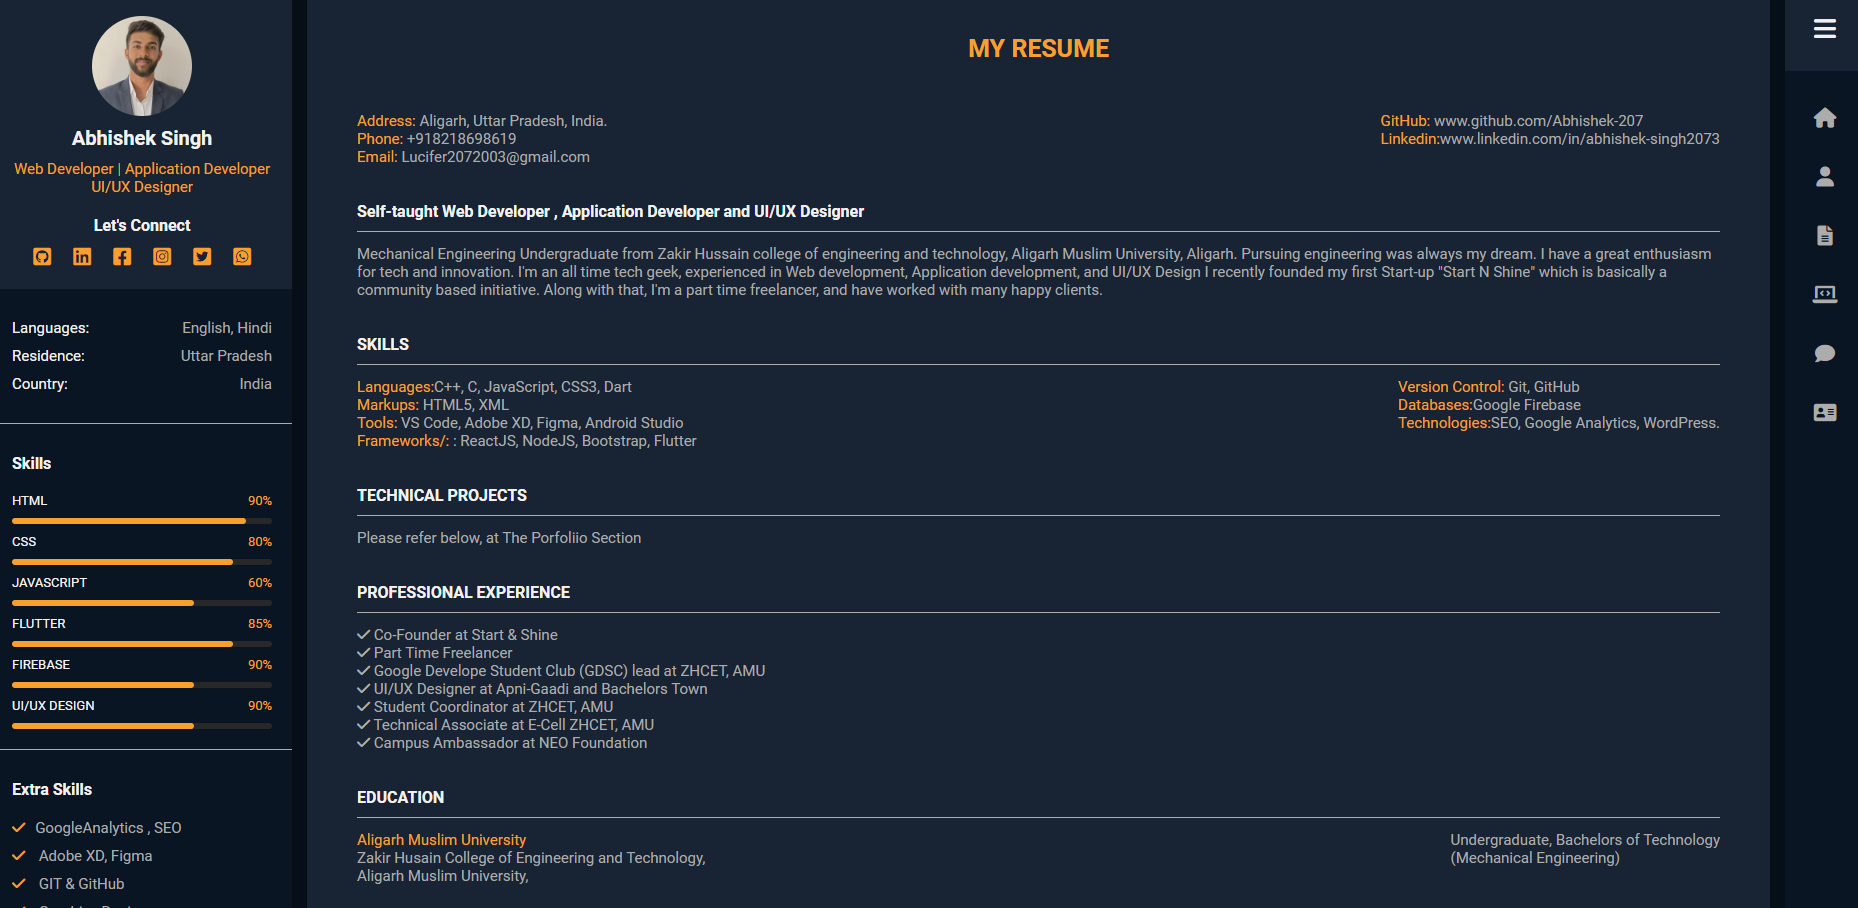 Abhishek Singh
Web Developer | Application Developer
UI/UX Designer
Let's Connect
Languages: English, Hindi
Residence: Uttar Pradesh
Country: India
Skills
HTML 90%
CSS 80%
JAVASCRIPT 60%
FLUTTER 85%
FIREBASE 90%
UI/UX DESIGN 90%
Extra Skills
GoogleAnalytics , SEO
Adobe XD, Figma
GIT & GitHub
MY RESUME
Address: Aligarh, Uttar Pradesh, India.
Phone: +918218698619
Email: Lucifer2072003@gmail.com
GitHub: www.github.com/Abhishek-207
Linkedin:www.linkedin.com/in/abhishek-singh2073
Self-taught Web Developer , Application Developer and UI/UX Designer
Mechanical Engineering Undergraduate from Zakir Hussain college of engineering and technology, Aligarh Muslim University, Aligarh. Pursuing engineering was always my dream. I have a great enthusiasm
for tech and innovation. I'm an all time tech geek, experienced in Web development, Application development, and UI/UX Design I recently founded my first Start-up "Start N Shine" which is basically a
community based initiative. Along with that, I'm a part time freelancer, and have worked with many happy clients.
SKILLS
Languages:C++, C, JavaScript, CSS3, Dart
Markups: HTML5, XML
Tools: VS Code, Adobe XD, Figma, Android Studio
Frameworks/: : ReactJS, NodeJS, Bootstrap, Flutter
Version Control: Git, GitHub
Databases:Google Firebase
Technologies:SEO, Google Analytics, WordPress.
TECHNICAL PROJECTS
Please refer below, at The Porfoliio Section
PROFESSIONAL EXPERIENCE
Co-Founder at Start & Shine
Part Time Freelancer
Google Develope Student Club (GDSC) lead at ZHCET, AMU
UI/UX Designer at Apni-Gaadi and Bachelors Town
Student Coordinator at ZHCET, AMU
Technical Associate at E-Cell ZHCET, AMU
Campus Ambassador at NEO Foundation
EDUCATION
Aligarh Muslim University
Zakir Husain College of Engineering and Technology,
Aligarh Muslim University,
Undergraduate, Bachelors of Technology
(Mechanical Engineering)